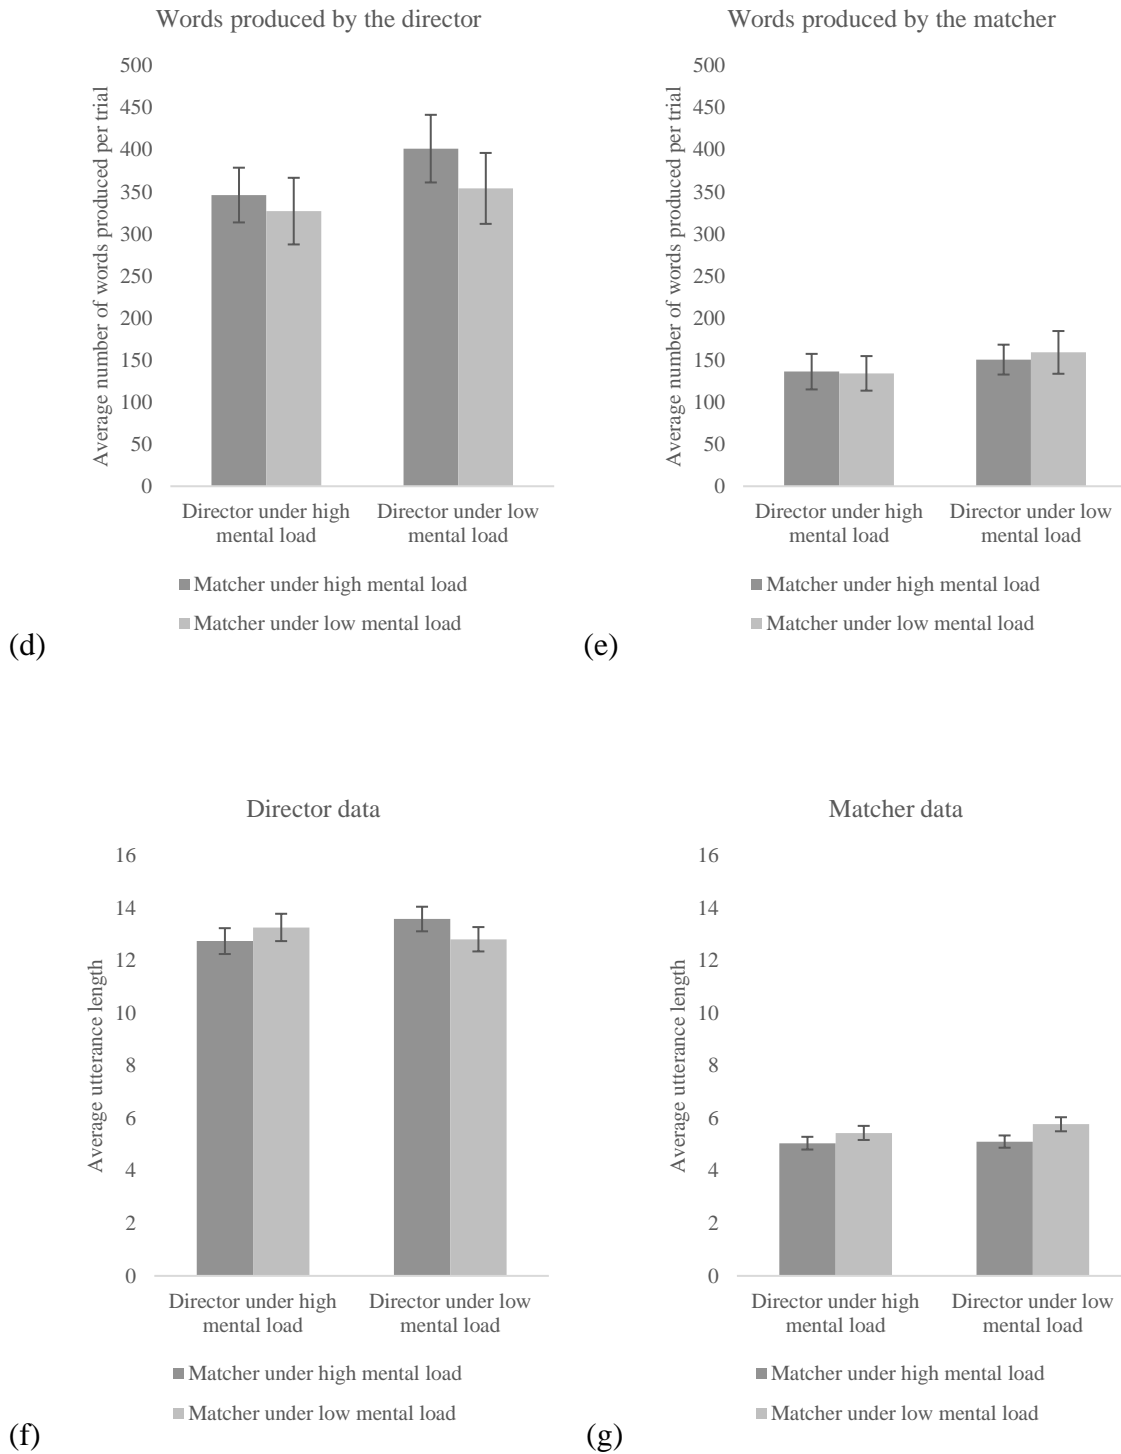 Words produced by the director
Average number of words produced per trial
500
450
400
350
300
250
200
150
100
50
0
Director under high
mental load
Director under low
mental load
Matcher under high mental load
Matcher under low mental load
(d)
Words produced by the matcher
Average number of words produced per trial
500
450
400
350
300
250
200
150
100
50
0
Director under high
mental load
Director under low
mental load
Matcher under high mental load
Matcher under low mental load
(e)
Director data
Average utterance length
16
14
12
10
8
6
4
2
0
Director under high
mental load
Director under low
mental load
Matcher under high mental load
Matcher under low mental load
(f)
Matcher data
Average utterance length
16
14
12
10
8
6
4
2
0
Director under high
mental load
Director under low
mental load
Matcher under high mental load
Matcher under low mental load
(g)